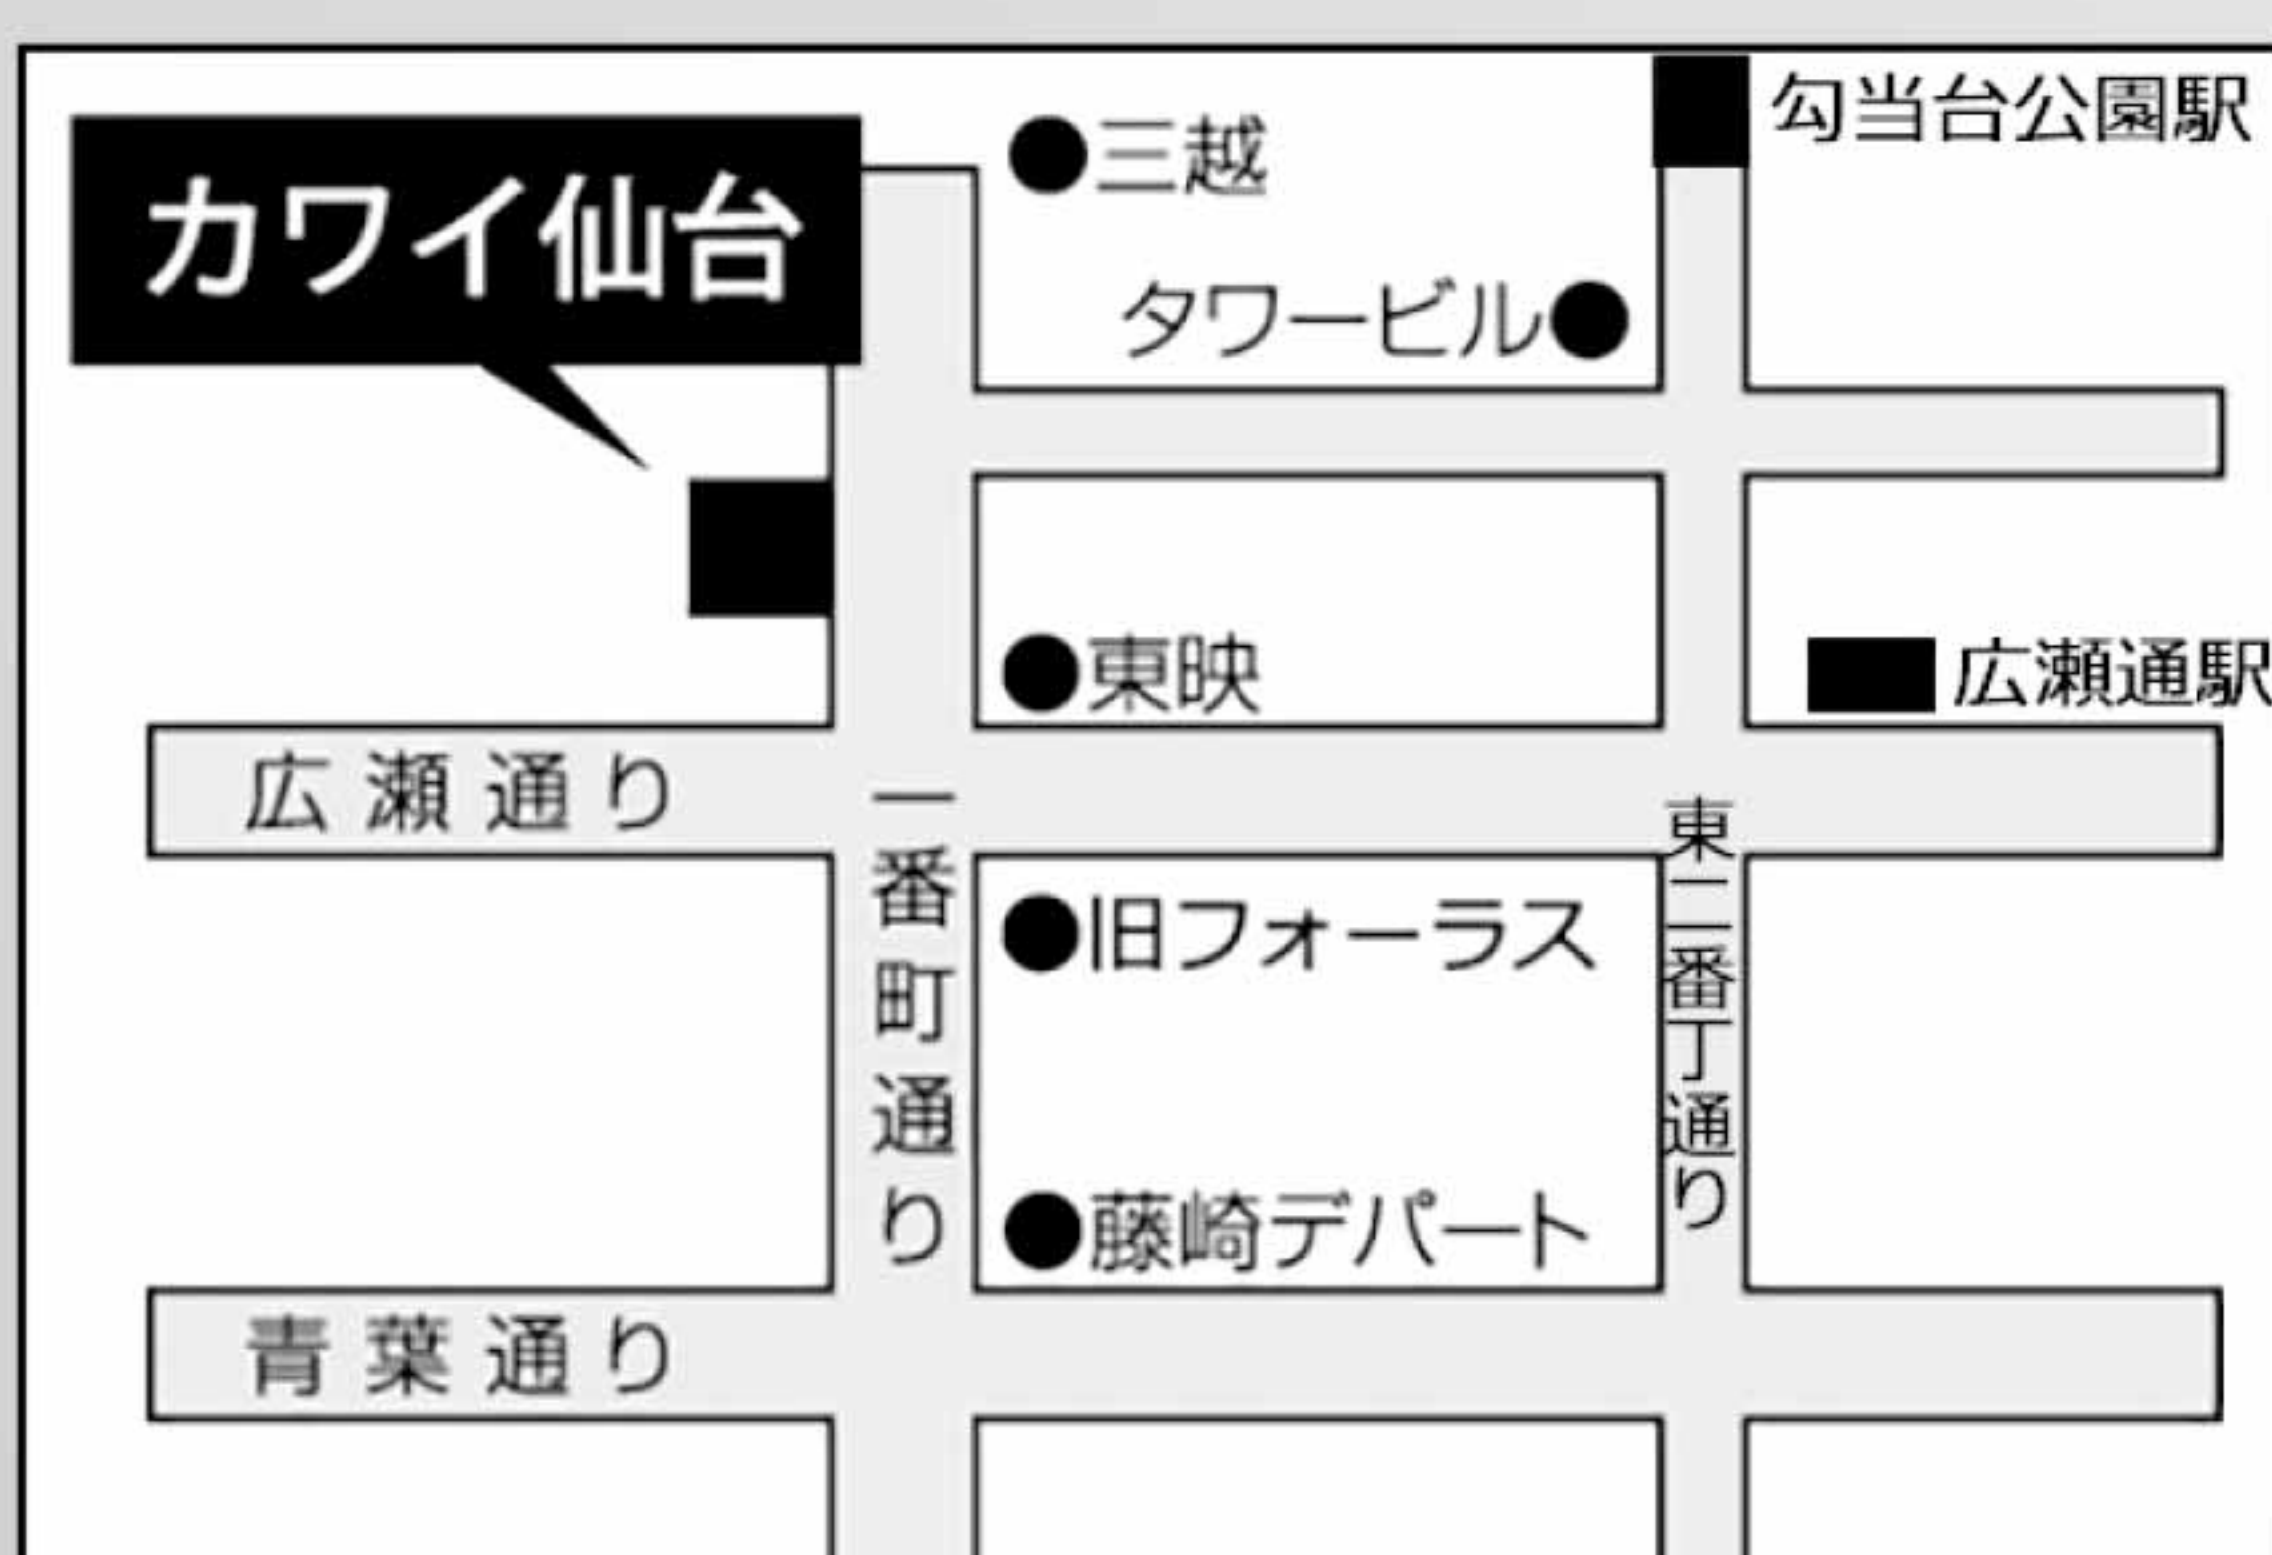 勾当台公園駅
●三越
カワイ仙台
タワービル●
●東映
広瀬通駅
広瀬通り
一番町通り
東二番丁通り
●旧フォーラス
●藤崎デパート
青葉通り